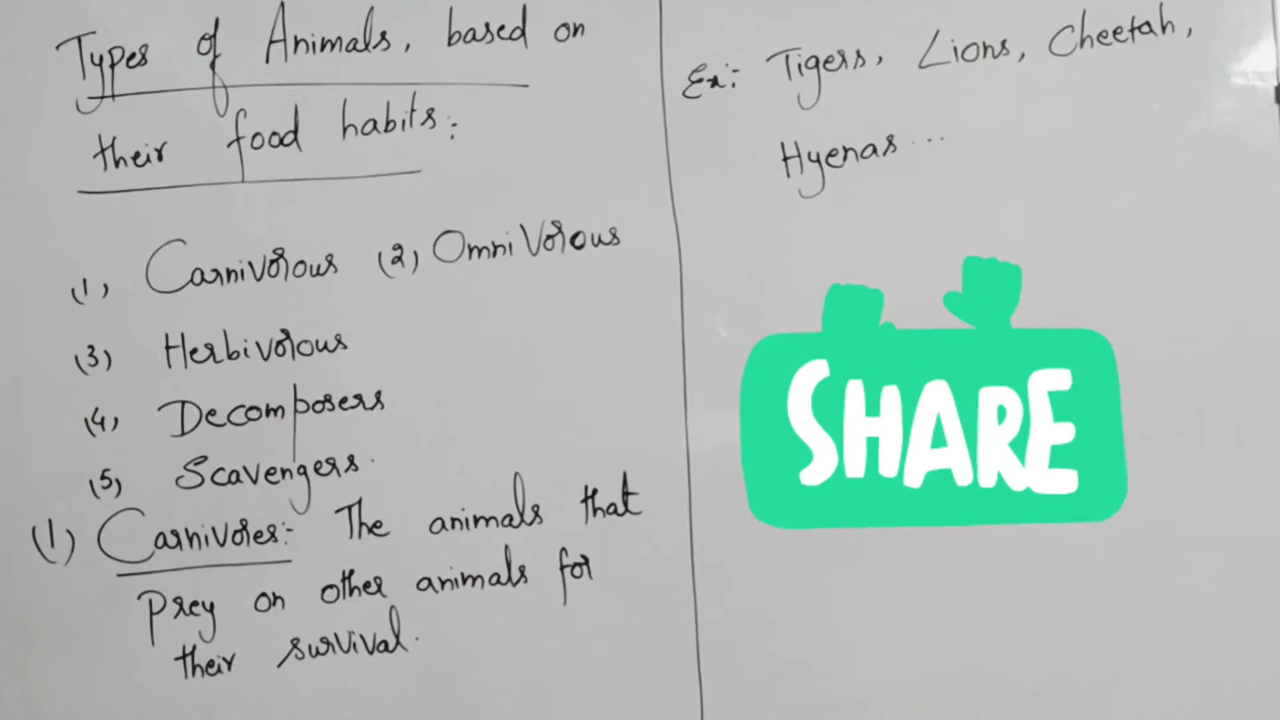 Types of Animals, based on
their food habits:
(1) Carnivorous (2) OmniVorous
(3) Herbivorous
(4) Decomposers
(5) Scavengers.
(1) Carnivores:- The animals that
Prey on other animals for
their survival.
Ex:- Tigers, Lions, Cheetah,
Hyenas ...
SHARE